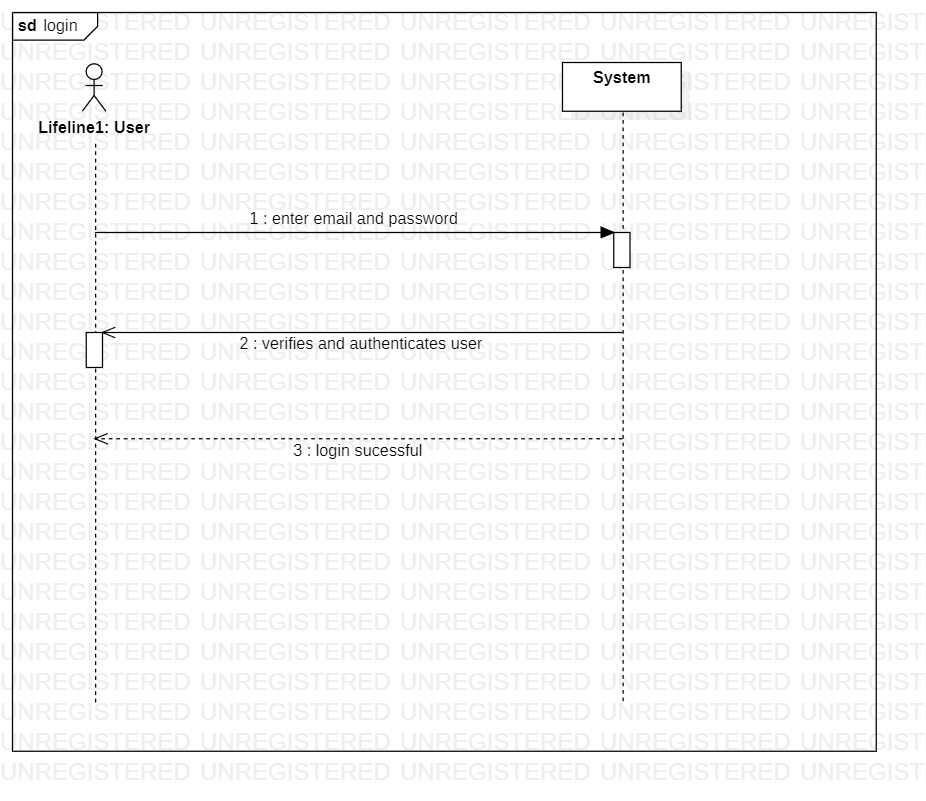 sd login
Lifeline1: User
System
1 : enter email and password
2 : verifies and authenticates user
3 : login sucessful
UNREGISTERED UNREGISTERED UNREGISTERED UNREGISTERED